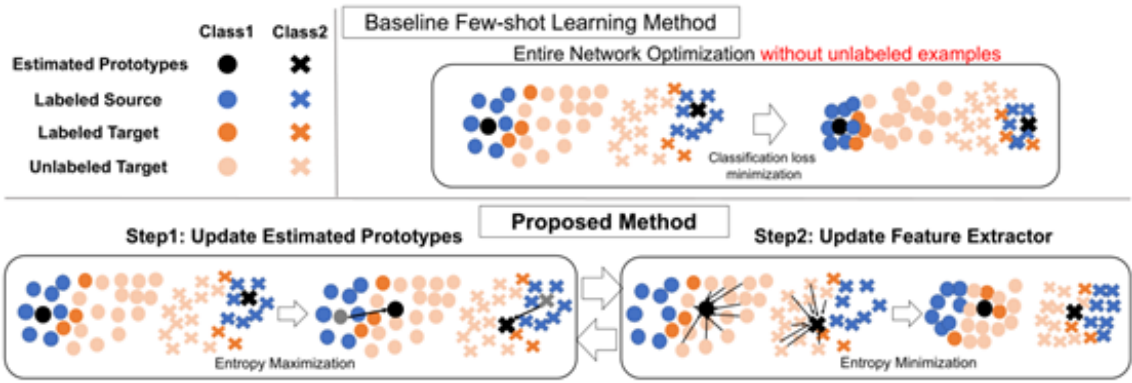 Class1 Class2
Estimated Prototypes
Labeled Source
Labeled Target
Unlabeled Target
Baseline Few-shot Learning Method
Entire Network Optimization without unlabeled examples
Classification loss
minimization
Proposed Method
Step1: Update Estimated Prototypes
Step2: Update Feature Extractor
Entropy Maximization
Entropy Minimization